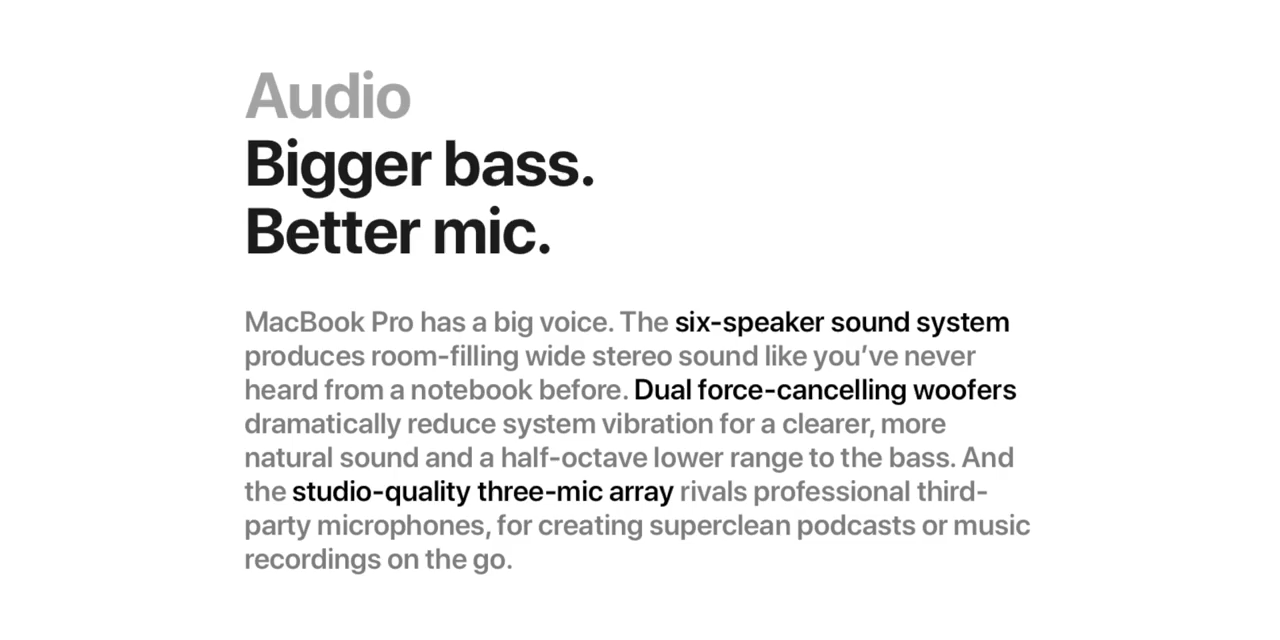 Audio
Bigger bass.
Better mic.
MacBook Pro has a big voice. The six-speaker sound system
produces room-filling wide stereo sound like you’ve never
heard from a notebook before. Dual force-cancelling woofers
dramatically reduce system vibration for a clearer, more
natural sound and a half-octave lower range to the bass. And
the studio-quality three-mic array rivals professional third-
party microphones, for creating superclean podcasts or music
recordings on the go.